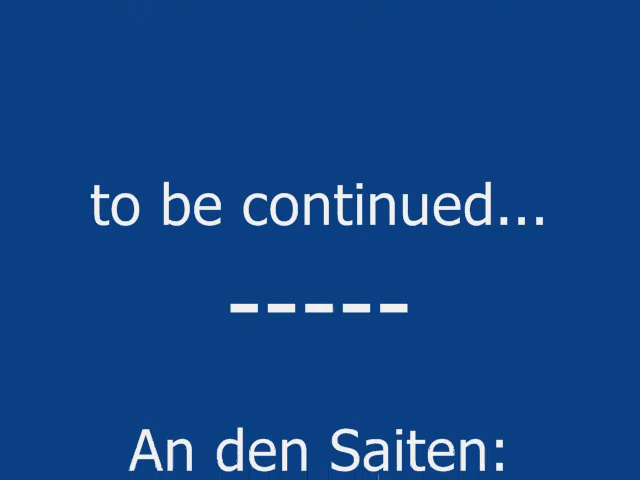 to be continued...
-----
An den Saiten: